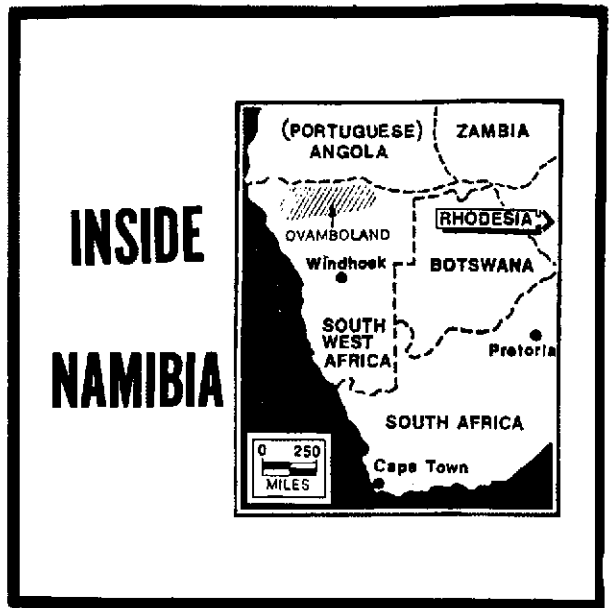 INSIDE
NAMIBIA
(PORTUGUESE)
ANGOLA
ZAMBIA
RHODESIA
OVAMBOLAND
Windhoek
BOTSWANA
SOUTH
WEST
AFRICA
Pretoria
SOUTH AFRICA
0 250
MILES
Cape Town